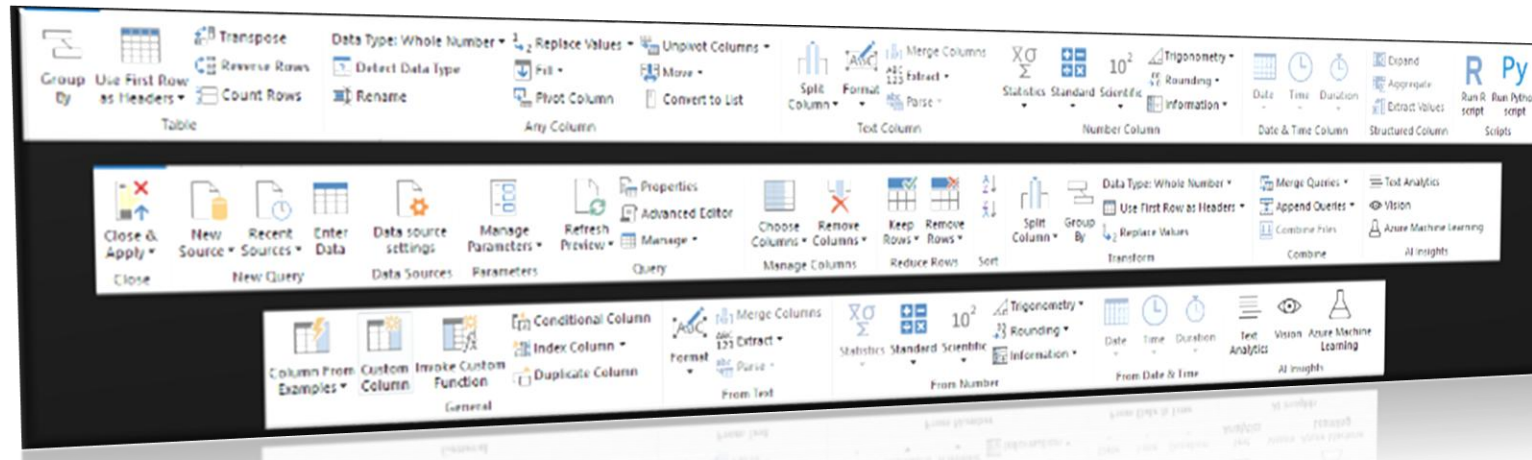 Group By
Use First Row as Headers
Transpose
Reverse Rows
Count Rows
Table
Data Type: Whole Number
Detect Data Type
Rename
Replace Values
Fill
Pivot Column
Unpivot Columns
Move
Convert to List
Any Column
Split Column
Format
Merge Columns
Extract
Parse
Text Column
Statistics
Standard
Scientific
Trigonometry
Rounding
Information
Number Column
Date
Time
Duration
Date & Time Column
Expand
Aggregate
Extract Values
Structured Column
Run R script
Run Pytho script
Scripts
Close & Apply
Close
New Source
Recent Sources
Enter Data
New Query
Data source settings
Data Sources
Manage Parameters
Parameters
Refresh Preview
Properties
Advanced Editor
Manage
Query
Choose Columns
Remove Columns
Manage Columns
Keep Rows
Remove Rows
Reduce Rows
Sort
Split Column
Group By
Data Type: Whole Number
Use First Row as Headers
Replace Values
Transform
Merge Queries
Append Queries
Combine Files
Combine
Text Analytics
Vision
Azure Machine Learning
AI Insights
Column From Examples
Custom Column
Invoke Custom Function
Conditional Column
Index Column
Duplicate Column
General
Format
Merge Columns
Extract
Parse
From Text
Statistics
Standard
Scientific
Trigonometry
Rounding
Information
From Number
Date
Time
Duration
From Date & Time
Text Analytics
Vision
Azure Machine Learning
AI Insights